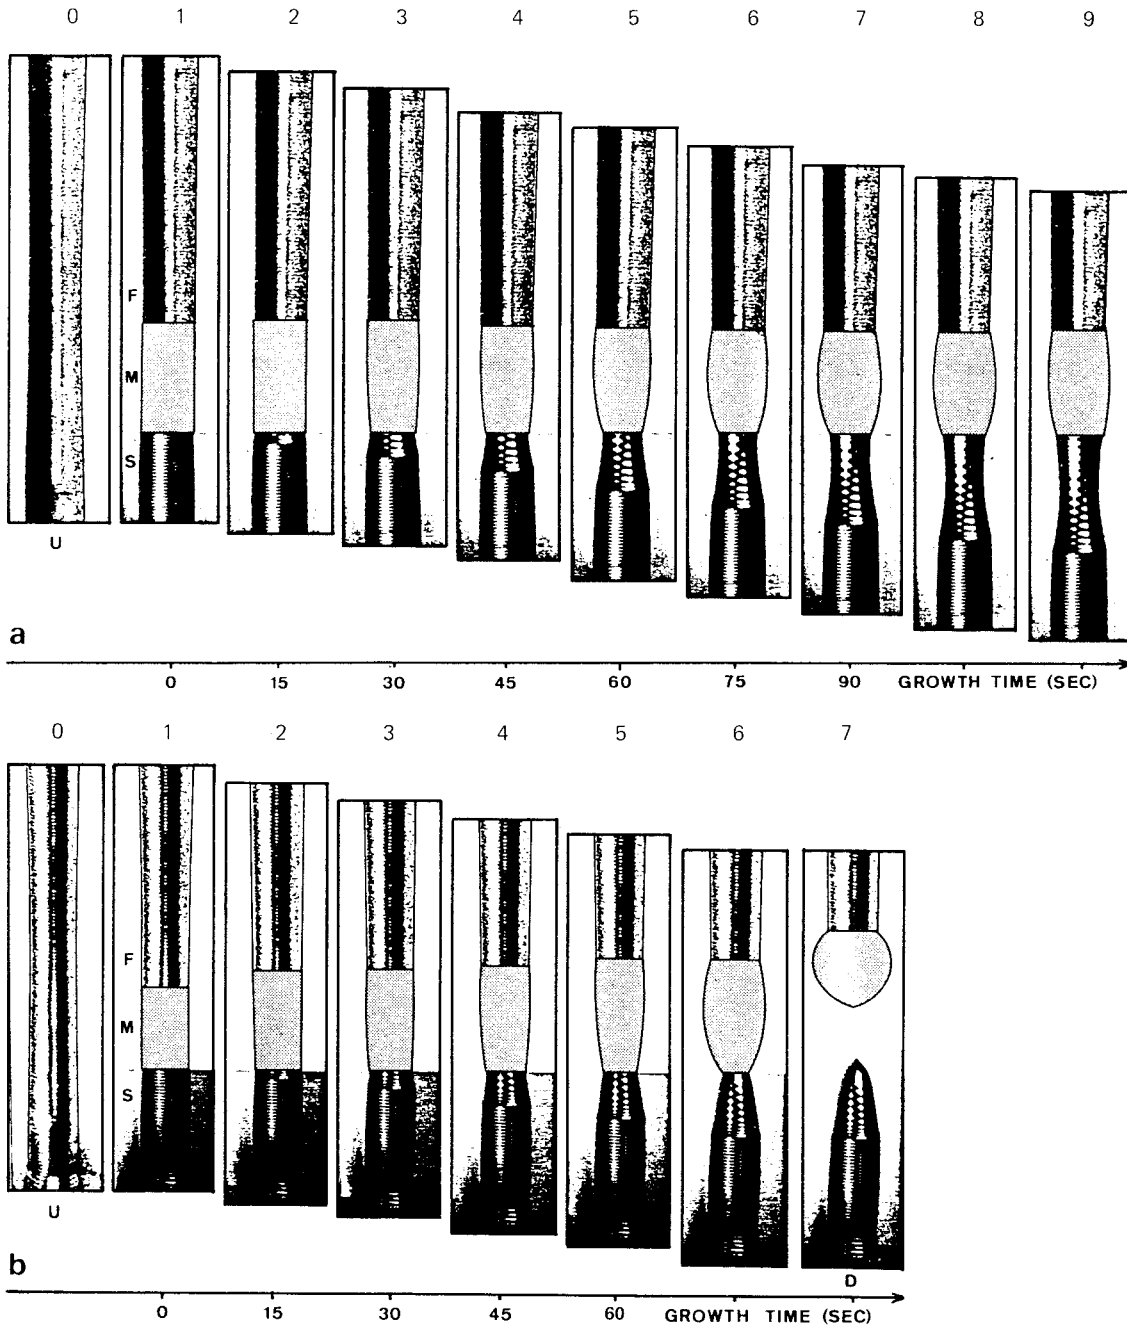 0 1 2 3 4 5 6 7 8 9
F
M
S
U
a
0 15 30 45 60 75 90 GROWTH TIME (SEC)
0 1 2 3 4 5 6 7
F
M
S
U
D
b
0 15 30 45 60 GROWTH TIME (SEC)